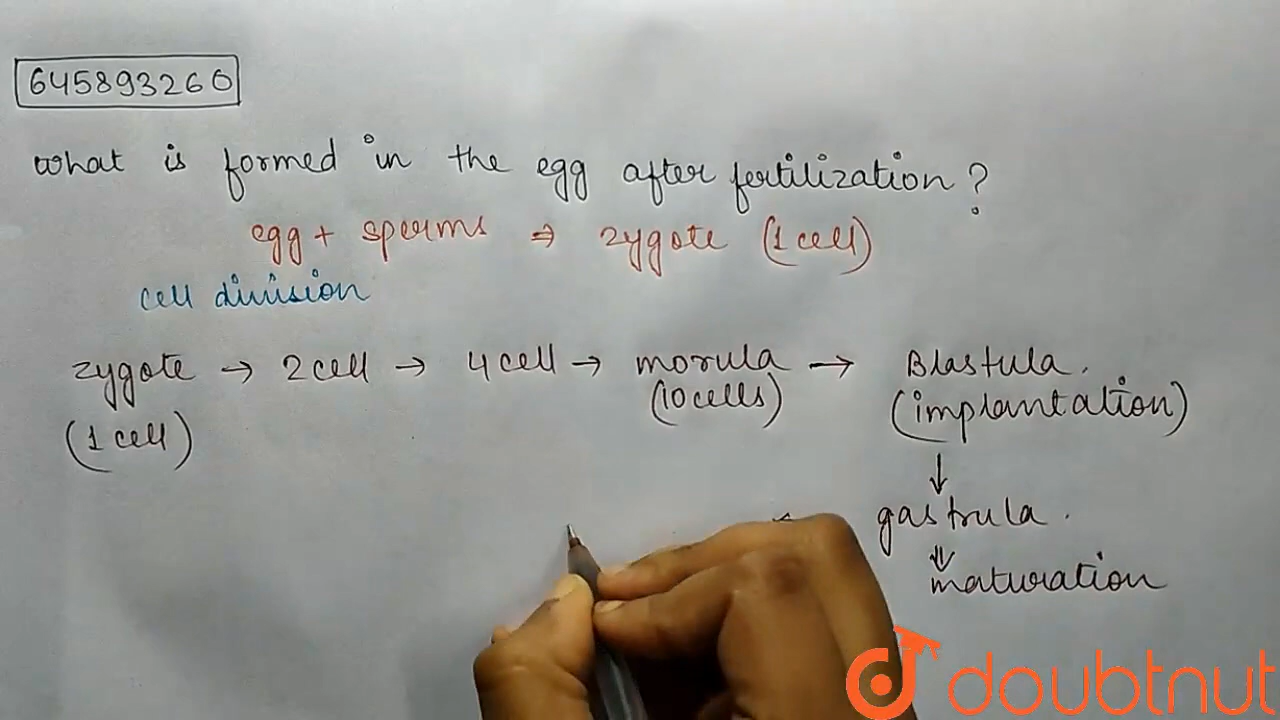 645893260
what is formed in the egg after fertilization?
egg + sperms ⇒ zygote (1 cell)
cell division
zygote → 2 cell → 4 cell → morula → Blastula.
(1 cell) (10 cells) (implantation)
↓
gastrula.
⇓
maturation
doubtnut